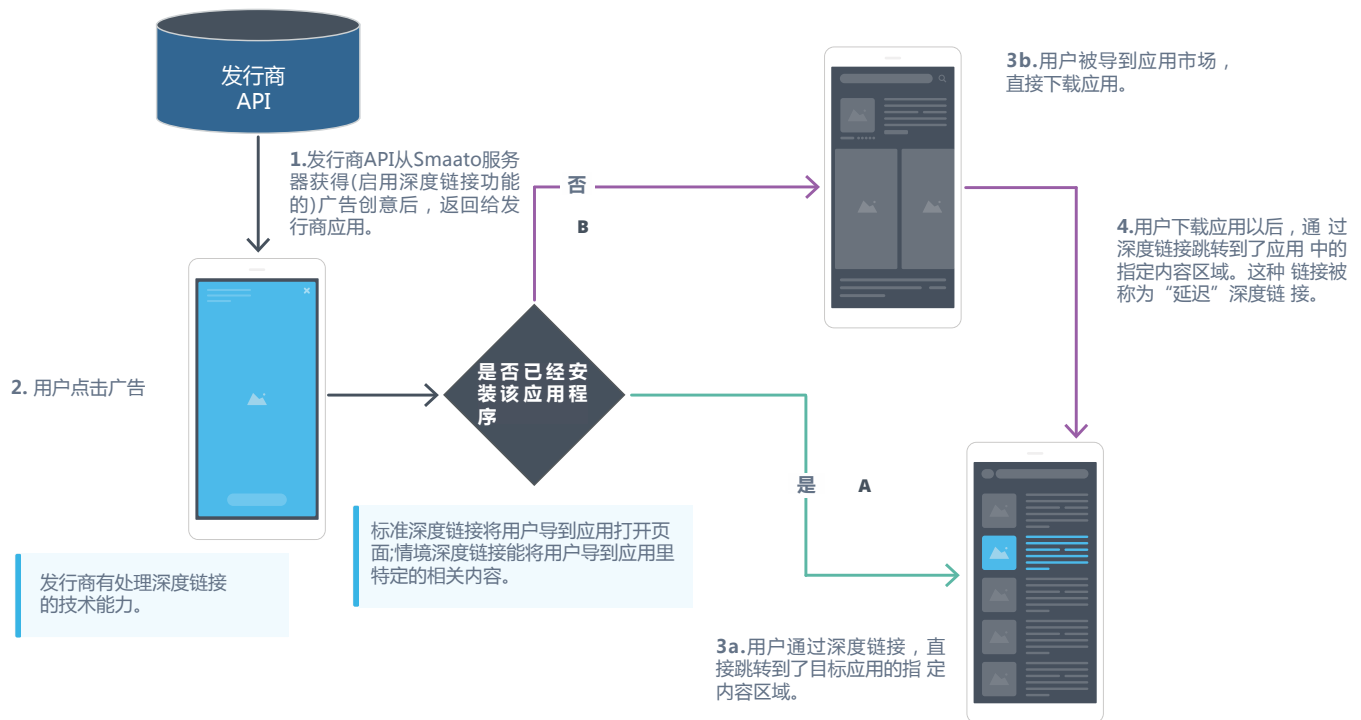 发行商
API
1.发行商API从Smaato服务
器获得(启用深度链接功能
的)广告创意后，返回给发
行商应用。
2. 用户点击广告
是否已经安
装该应用程
序
否
B
3b.用户被导到应用市场，
直接下载应用。
4.用户下载应用以后，通 过
深度链接跳转到了应用 中的
指定内容区域。这种 链接被
称为“延迟”深度链 接。
是
A
标准深度链接将用户导到应用打开页
面;情境深度链接能将用户导到应用里
特定的相关内容。
发行商有处理深度链接
的技术能力。
3a.用户通过深度链接，直
接跳转到了目标应用的指 定
内容区域。